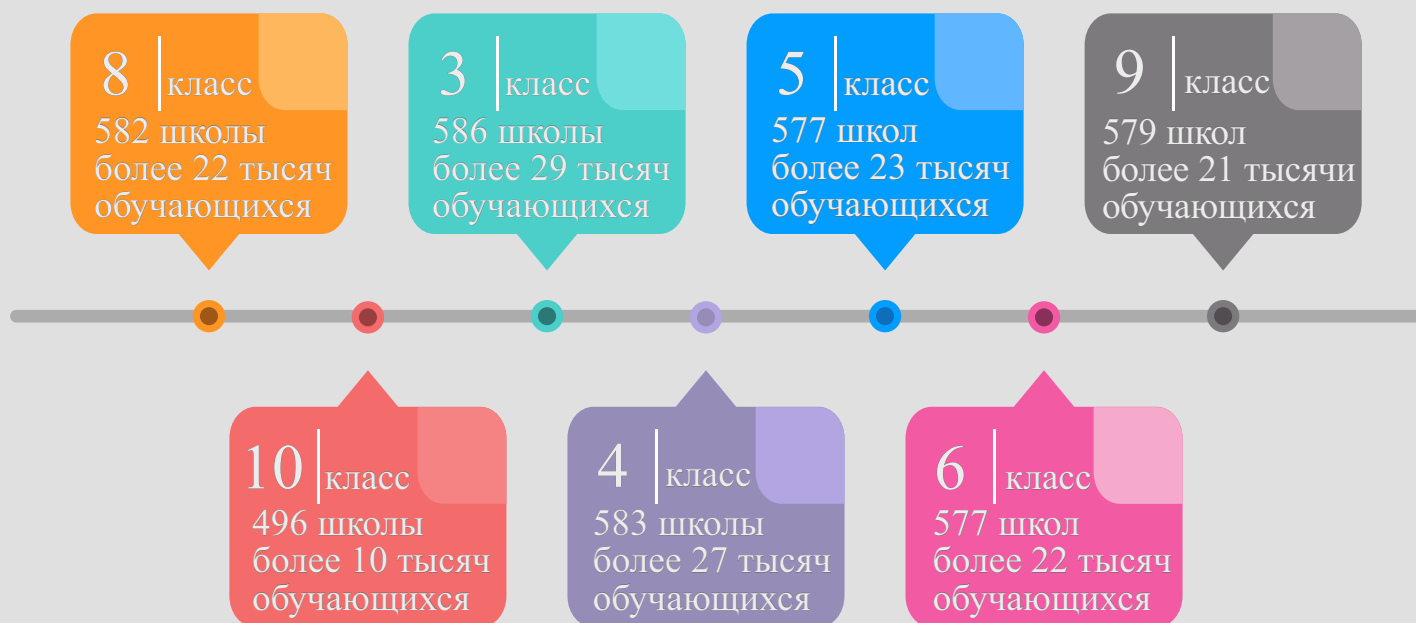 8 класс
582 школы
более 22 тысяч
обучающихся
3 класс
586 школы
более 29 тысяч
обучающихся
5 класс
577 школ
более 23 тысяч
обучающихся
9 класс
579 школ
более 21 тысячи
обучающихся
10 класс
496 школы
более 10 тысяч
обучающихся
4 класс
583 школы
более 27 тысяч
обучающихся
6 класс
577 школ
более 22 тысяч
обучающихся